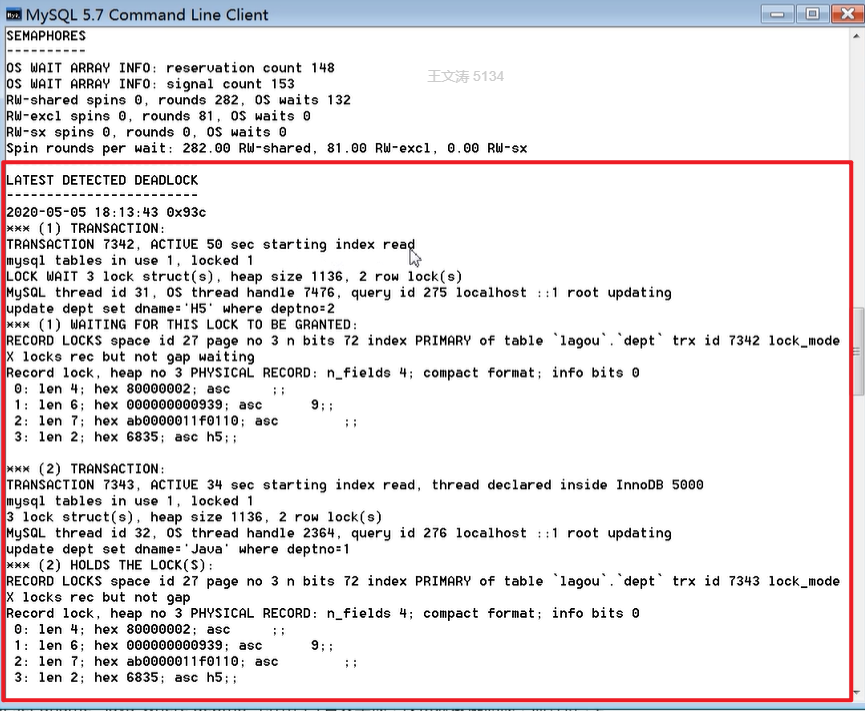 MySQL 5.7 Command Line Client
SEMAPHORES
----------
OS WAIT ARRAY INFO: reservation count 148
OS WAIT ARRAY INFO: signal count 153
王文涛 5134
RW-shared spins 0, rounds 282, OS waits 132
RW-excl spins 0, rounds 81, OS waits 0
RW-sx spins 0, rounds 0, OS waits 0
Spin rounds per wait: 282.00 RW-shared, 81.00 RW-excl, 0.00 RW-sx
LATEST DETECTED DEADLOCK
------------------------
2020-05-05 18:13:43 0x93c
*** (1) TRANSACTION:
TRANSACTION 7342, ACTIVE 50 sec starting index read
mysql tables in use 1, locked 1
LOCK WAIT 3 lock struct(s), heap size 1136, 2 row lock(s)
MySQL thread id 31, OS thread handle 7476, query id 275 localhost ::1 root updating
update dept set dname='H5' where deptno=2
*** (1) WAITING FOR THIS LOCK TO BE GRANTED:
RECORD LOCKS space id 27 page no 3 n bits 72 index PRIMARY of table `lagou`.`dept` trx id 7342 lock_mode
X locks rec but not gap waiting
Record lock, heap no 3 PHYSICAL RECORD: n_fields 4; compact format; info bits 0
0: len 4; hex 80000002; asc     ;;
1: len 6; hex 000000000939; asc      9;;
2: len 7; hex ab0000011f0110; asc        ;;
3: len 2; hex 6835; asc h5;;
*** (2) TRANSACTION:
TRANSACTION 7343, ACTIVE 34 sec starting index read, thread declared inside InnoDB 5000
mysql tables in use 1, locked 1
3 lock struct(s), heap size 1136, 2 row lock(s)
MySQL thread id 32, OS thread handle 2364, query id 276 localhost ::1 root updating
update dept set dname='Java' where deptno=1
*** (2) HOLDS THE LOCK(S):
RECORD LOCKS space id 27 page no 3 n bits 72 index PRIMARY of table `lagou`.`dept` trx id 7343 lock_mode
X locks rec but not gap
Record lock, heap no 3 PHYSICAL RECORD: n_fields 4; compact format; info bits 0
0: len 4; hex 80000002; asc     ;;
1: len 6; hex 000000000939; asc      9;;
2: len 7; hex ab0000011f0110; asc        ;;
3: len 2; hex 6835; asc h5;;